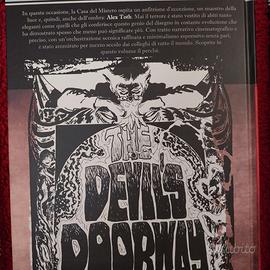 In questa occasione, la Casa del Mistero ospita un anfitrione d'eccezione, un maestro della
luce e, quindi, anche dell'ombra: Alex Toth. Mai il terrore è stato vestito di abiti tanto
eleganti come quelli che gli conferisce questo genio del disegno in costante evoluzione che
ha dimostrato spesso che meno può significare più. Con tratto narrativo cinematografico e
preciso, con un'orchestrazione scenica raffinata e minimalismo espressivo senza pari,
è stato ammirato per mezzo secolo dai colleghi di tutto il mondo. Scoprite in
questo volume il perché.
THE
DEVIL'S
DOORWAY
subito